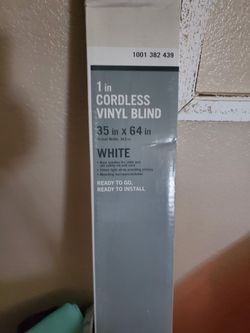 1001 382 439
1 in
CORDLESS
VINYL BLIND
35 in x 64 in
WHITE
READY TO GO,
READY TO INSTALL